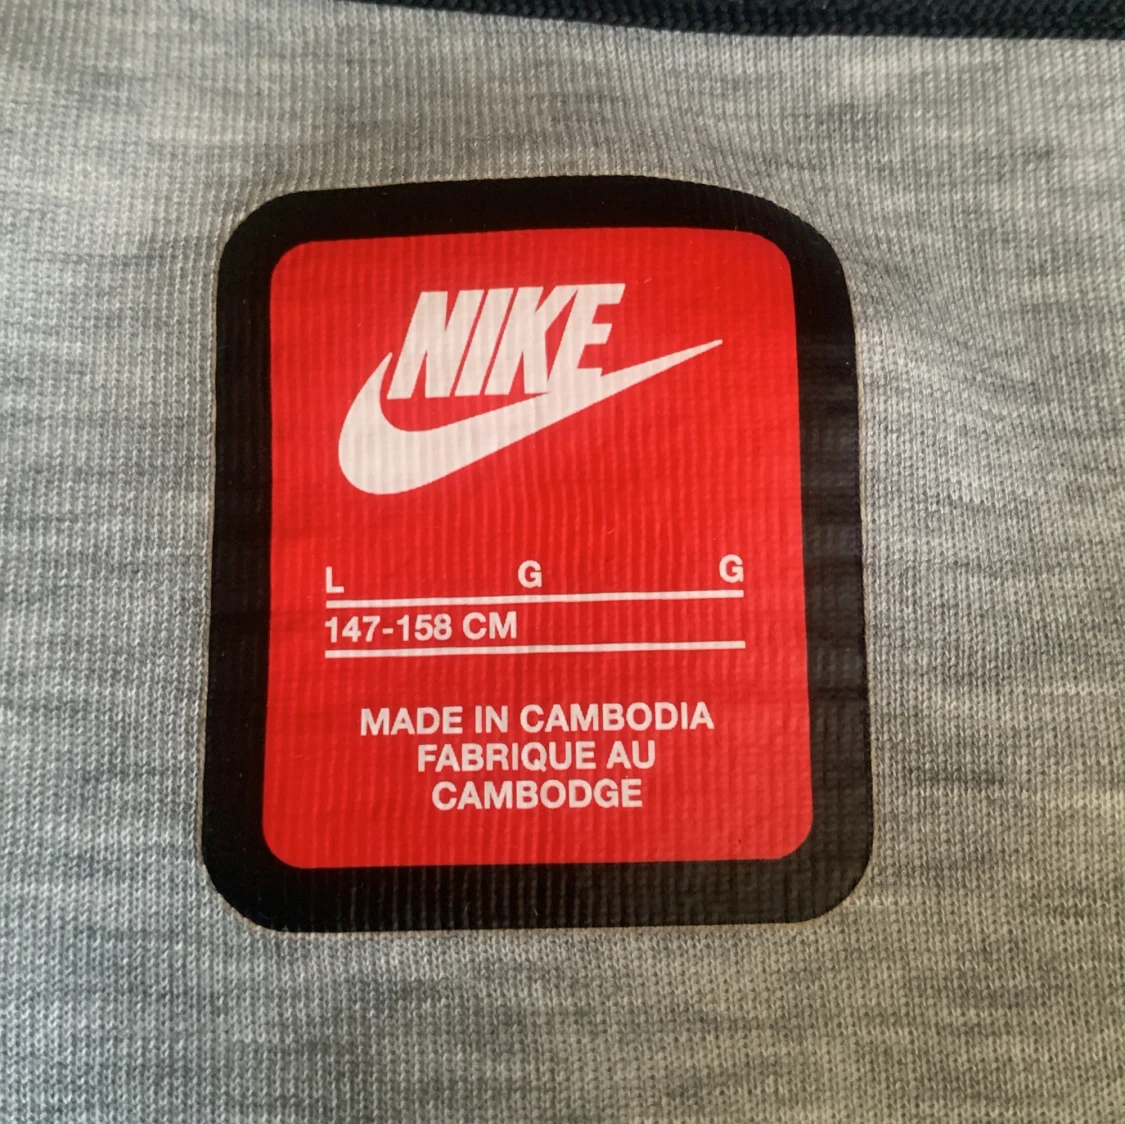 NIKE
L G G
147-158 CM
MADE IN CAMBODIA
FABRIQUE AU
CAMBODGE